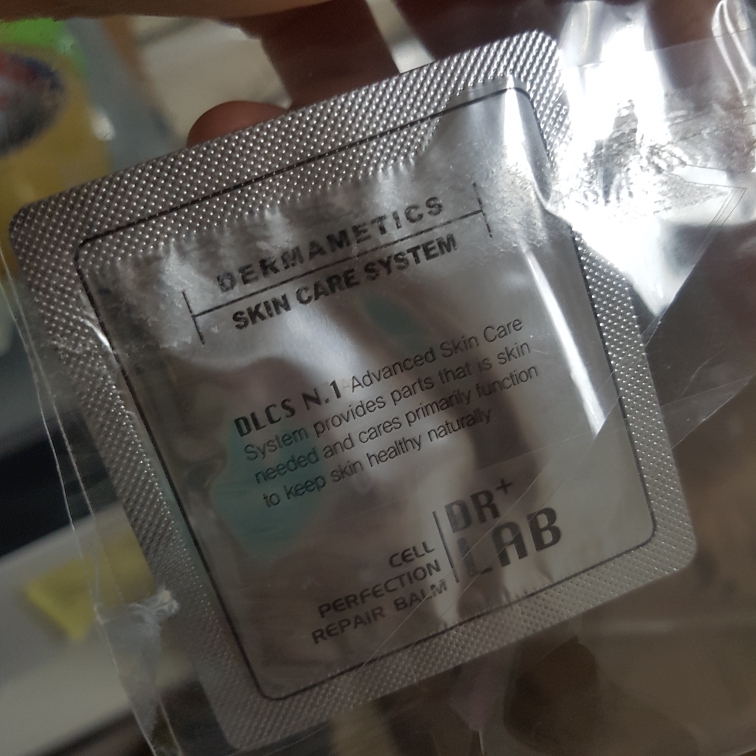 DERMAMETICS
SKIN CARE SYSTEM
DLCS N.1 Advanced Skin Care
System provides parts that is skin
needed and cares primarily function
to keep skin healthy naturally
CELL
PERFECTION
REPAIR BALM
DR+
LAB